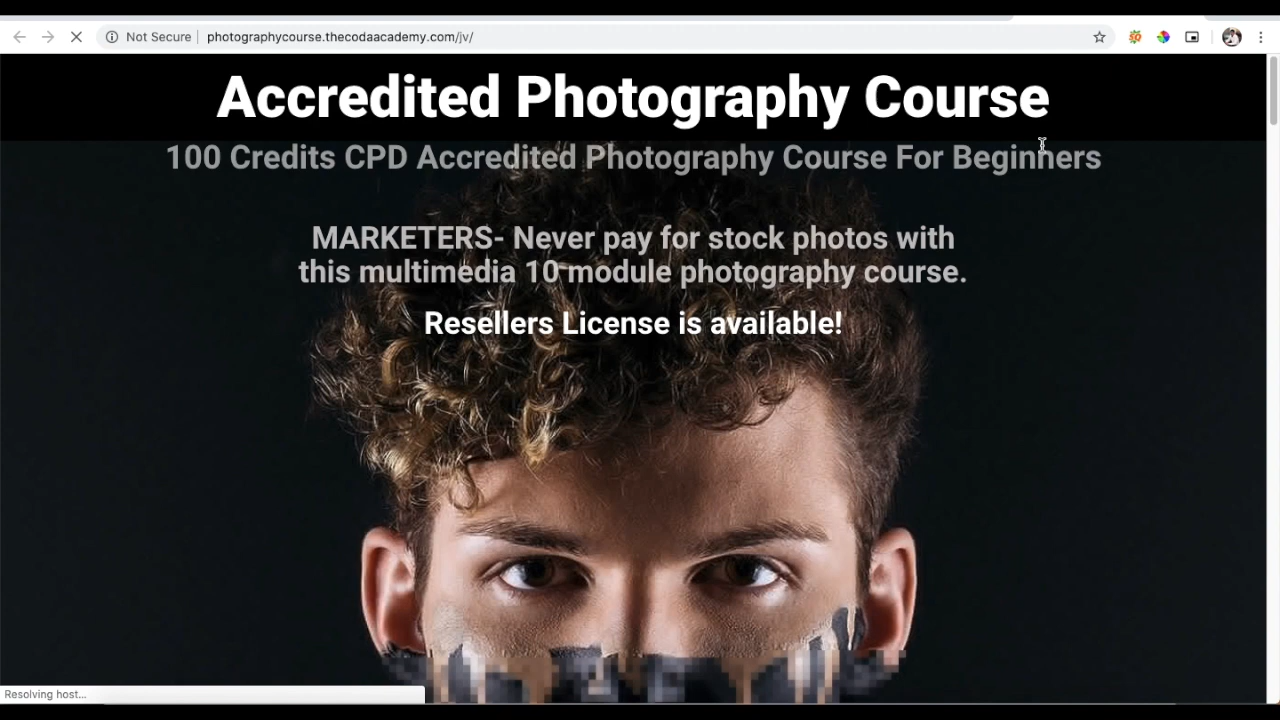 Not Secure
photographycourse.thecodaacademy.com/jv/
Accredited Photography Course
100 Credits CPD Accredited Photography Course For Beginners
MARKETERS- Never pay for stock photos with
this multimedia 10 module photography course.
Resellers License is available!
Resolving host...